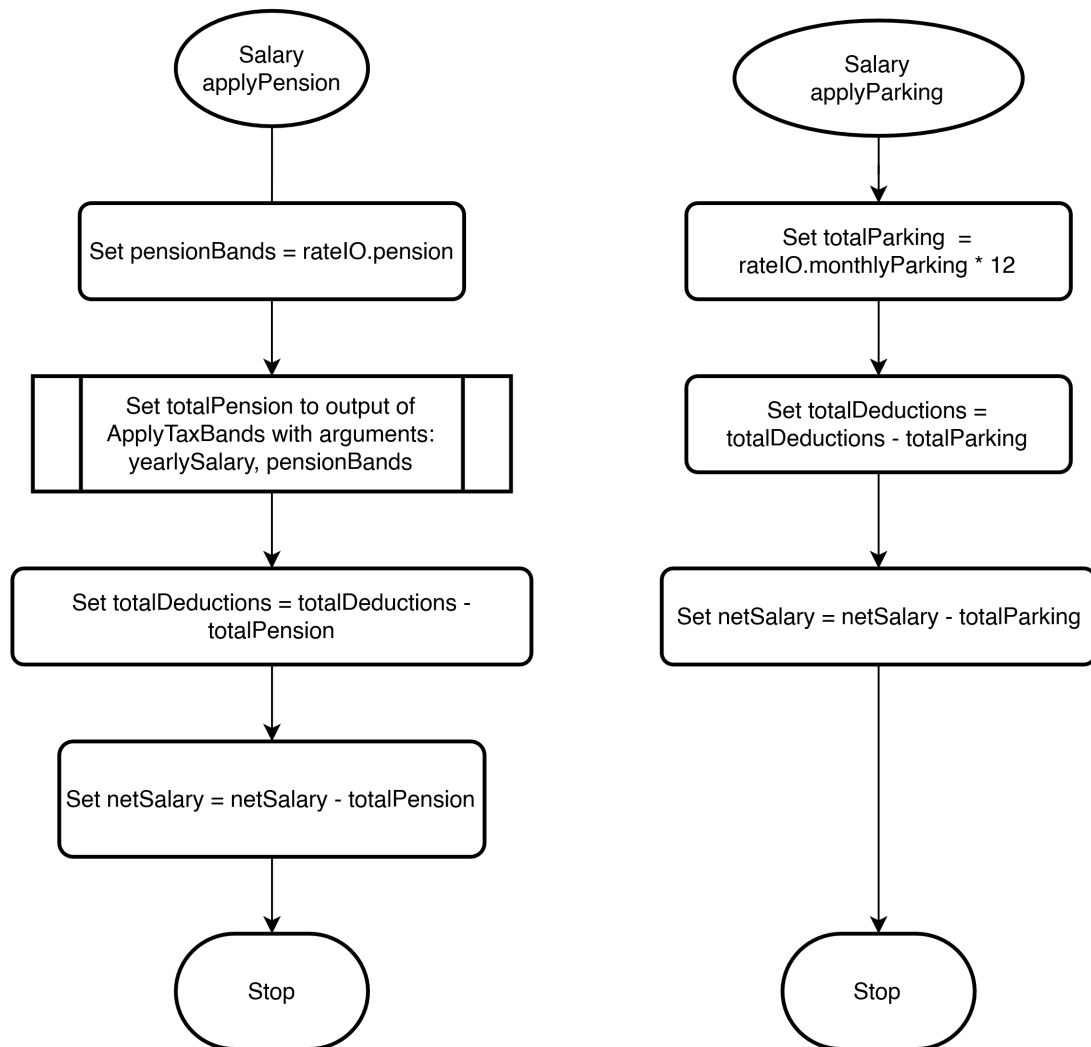 Salary
applyPension
Set pensionBands = rateIO.pension
Set totalPension to output of
ApplyTaxBands with arguments:
yearlySalary, pensionBands
Set totalDeductions = totalDeductions -
totalPension
Set netSalary = netSalary - totalPension
Stop
Salary
applyParking
Set totalParking  =
rateIO.monthlyParking * 12
Set totalDeductions =
totalDeductions - totalParking
Set netSalary = netSalary - totalParking
Stop